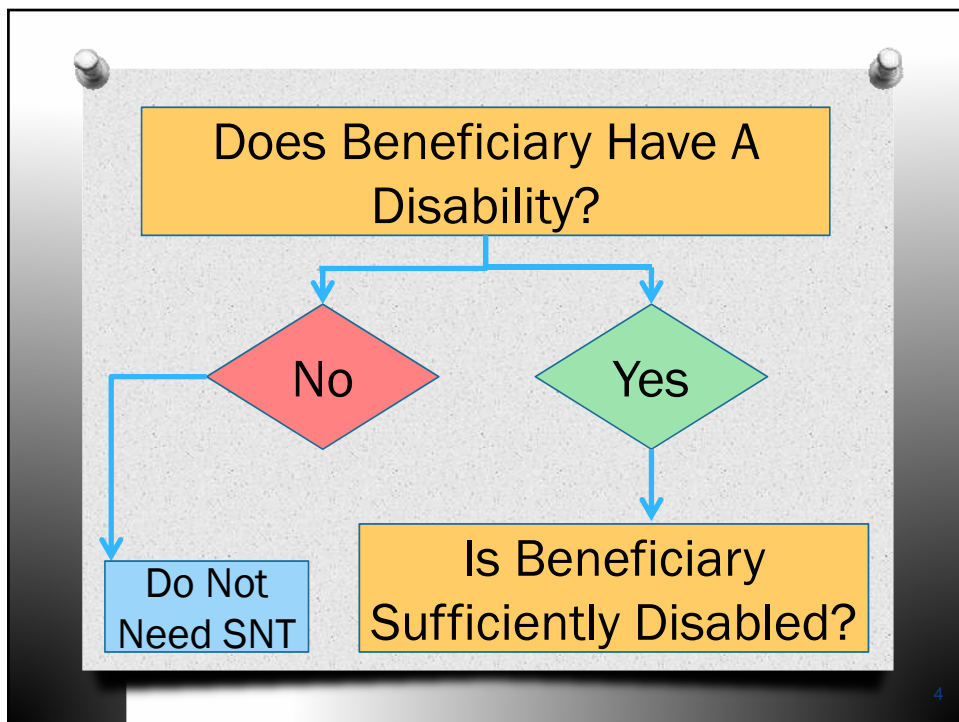 Does Beneficiary Have A
Disability?
No
Yes
Do Not
Need SNT
Is Beneficiary
Sufficiently Disabled?
4